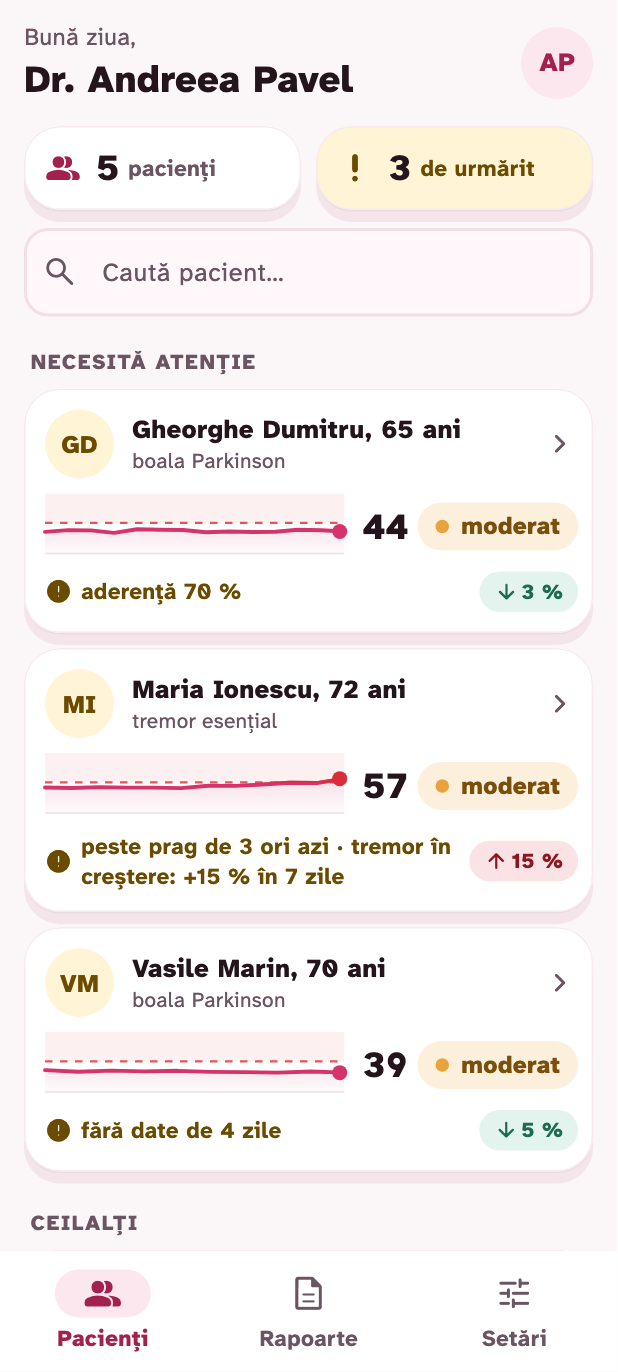 Bună ziua,
Dr. Andreea Pavel
AP
5 pacienți
3 de urmărit
Caută pacient...
NECESITĂ ATENȚIE
GD
Gheorghe Dumitru, 65 ani
boala Parkinson
44
moderat
aderență 70 %
↓ 3 %
MI
Maria Ionescu, 72 ani
tremor esențial
57
moderat
peste prag de 3 ori azi · tremor în
creștere: +15 % în 7 zile
↑ 15 %
VM
Vasile Marin, 70 ani
boala Parkinson
39
moderat
fără date de 4 zile
↓ 5 %
CEILALȚI
Pacienți
Rapoarte
Setări